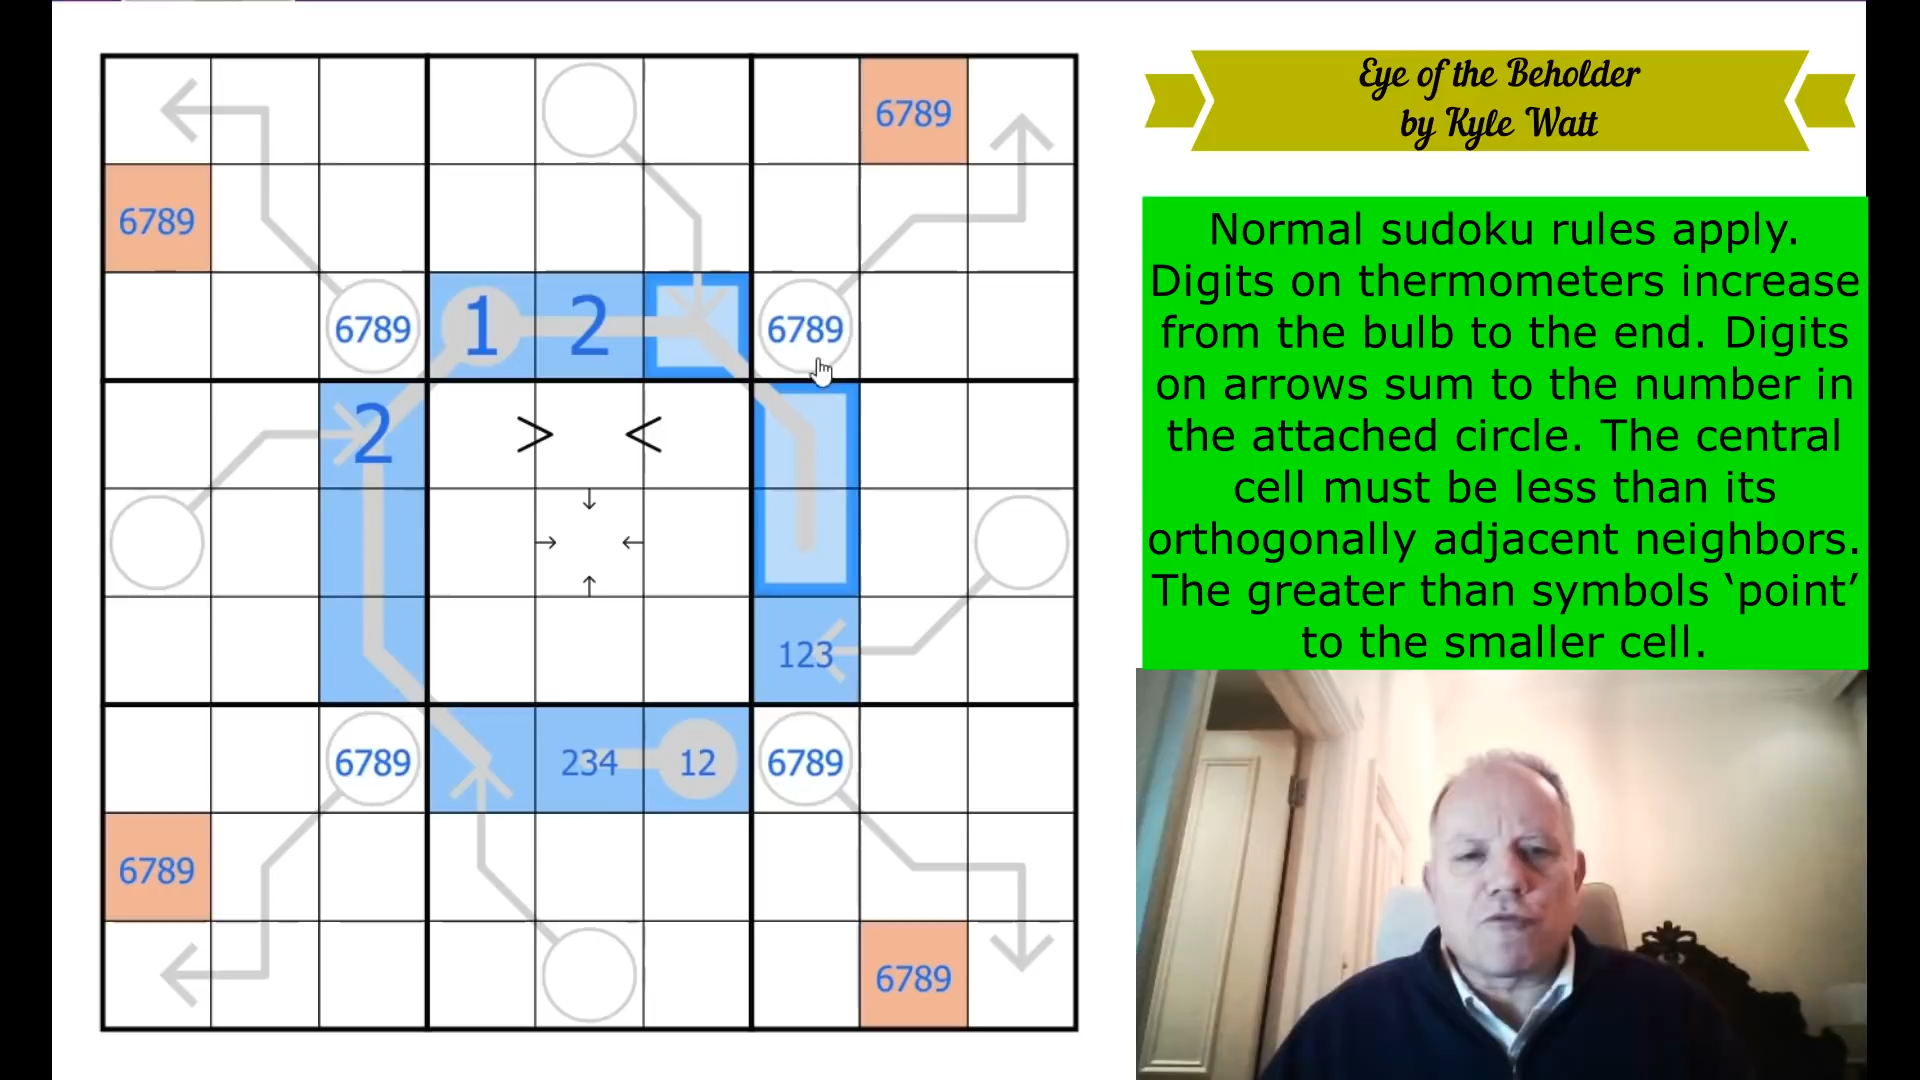 Eye of the Beholder
by Kyle Watt
Normal sudoku rules apply.
Digits on thermometers increase
from the bulb to the end. Digits
on arrows sum to the number in
the attached circle. The central
cell must be less than its
orthogonally adjacent neighbors.
The greater than symbols ‘point’
to the smaller cell.
6789
6789
6789 1 2 6789
2 > <
123
6789 234 12 6789
6789
6789